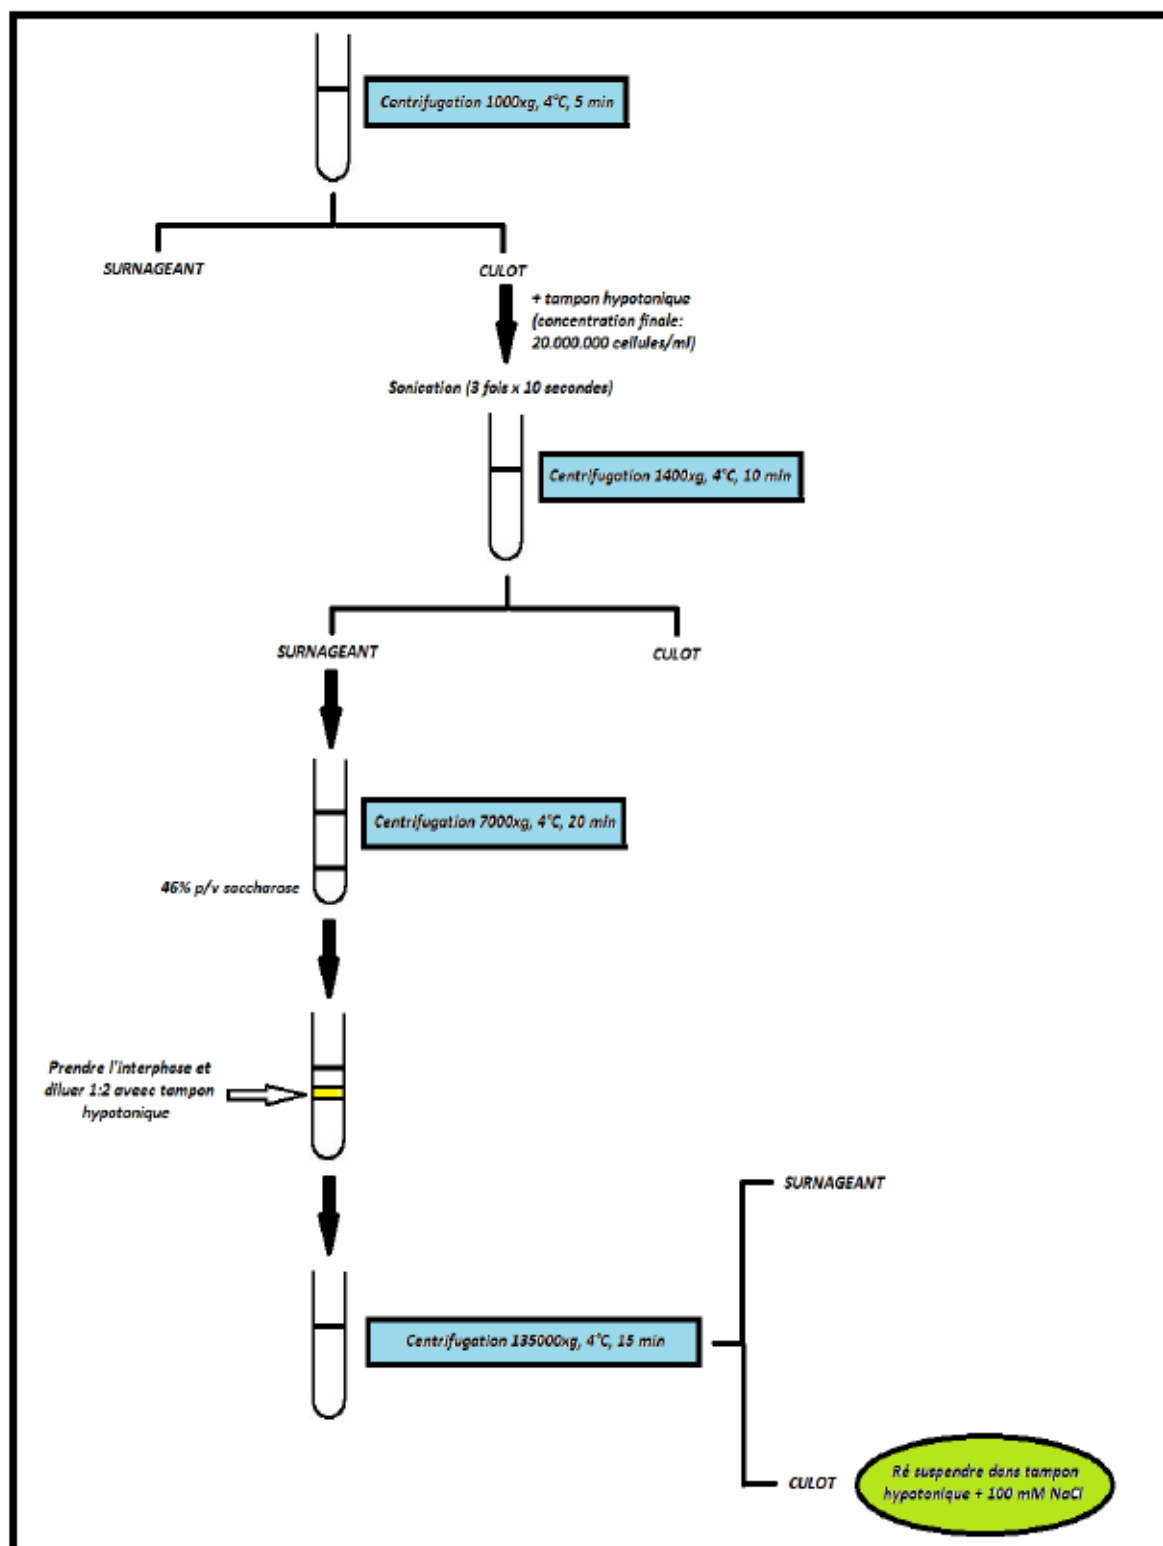 Centrifugation 1000xg, 4°C, 5 min
SURNAGEANT
CULOT
+ tampon hypotonique
(concentration finale:
20.000.000 cellules/ml)
Sonication (3 fois x 10 secondes)
Centrifugation 1400xg, 4°C, 10 min
SURNAGEANT
CULOT
Centrifugation 7000xg, 4°C, 20 min
46% p/v saccharose
Prendre l'interphase et
diluer 1:2 avaec tampon
hypotonique
SURNAGEANT
Centrifugation 135000xg, 4°C, 15 min
CULOT
Ré suspendre dans tampon
hypotonique + 100 mM NaCl